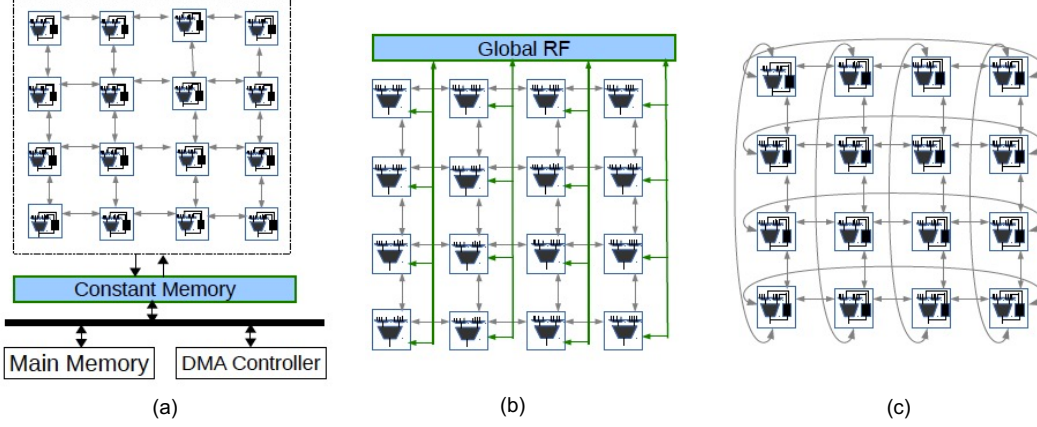 Global RF
Constant Memory
Main Memory
DMA Controller
(a)
(b)
(c)